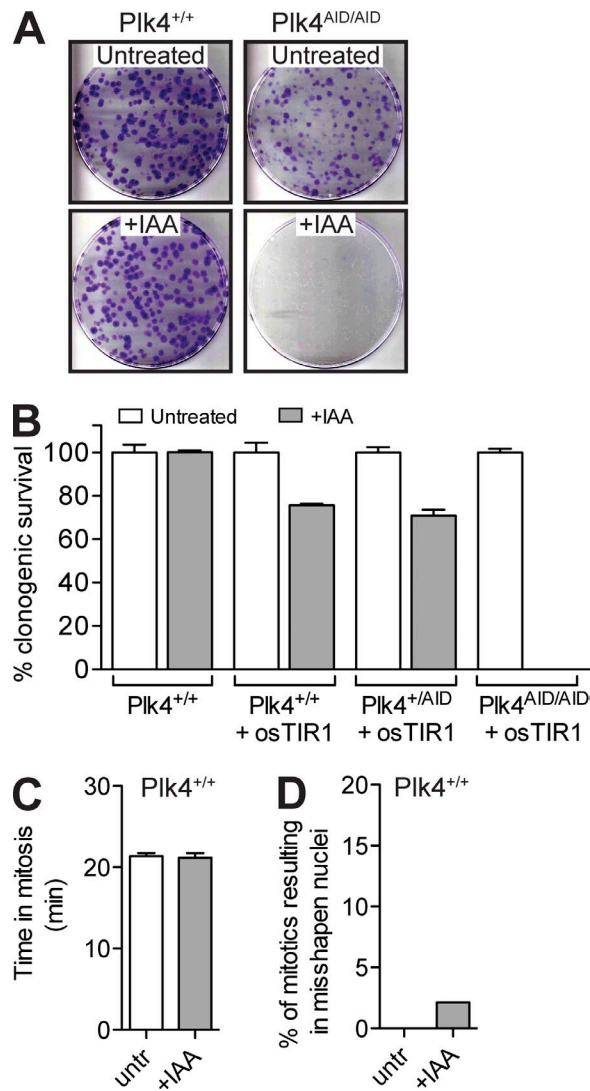 A
Plk4+/+
Plk4AID/AID
Untreated
Untreated
+IAA
+IAA
B
Untreated
+IAA
% clonogenic survival
100
80
60
40
20
0
Plk4+/+
Plk4+/+
+ osTIR1
Plk4+/AID
+ osTIR1
Plk4AID/AID
+ osTIR1
C
Plk4+/+
Time in mitosis
(min)
30
20
10
0
untr
+IAA
D
Plk4+/+
% of mitotics resulting
in misshapen nuclei
20
15
10
5
0
untr
+IAA